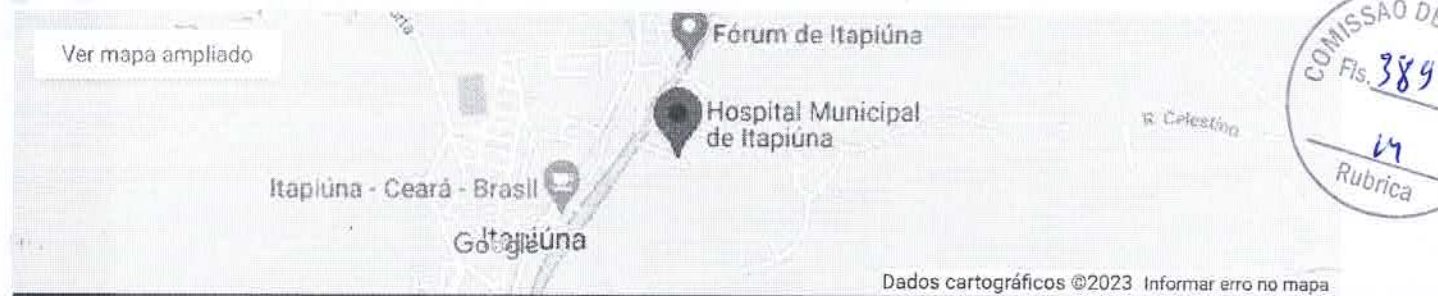 Ver mapa ampliado
Fórum de Itapiúna
Hospital Municipal
de Itapiúna
R. Celestino
Itapiúna - Ceará - Brasil
Itapiúna
Google
Dados cartográficos ©2023 Informar erro no mapa
COMISSÃO DE
Fls. 389
Rubrica